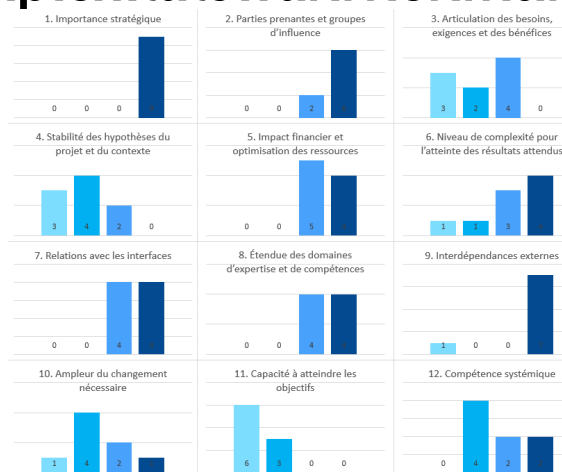 1. Importance stratégique
2. Parties prenantes et groupes
d'influence
3. Articulation des besoins,
exigences et des bénéfices
0 0 0
0 0 2
3 2 4 0
4. Stabilité des hypothèses du
projet et du contexte
5. Impact financier et
optimisation des ressources
6. Niveau de complexité pour
l'atteinte des résultats attendus
3 4 2 0
0 0 5
1 1 3
7. Relations avec les interfaces
8. Étendue des domaines
d'expertise et de compétences
9. Interdépendances externes
0 0 4
0 0 4
1 0 0
10. Ampleur du changement
nécessaire
11. Capacité à atteindre les
objectifs
12. Compétence systémique
1 4 2
6 3 0 0
0 4 2